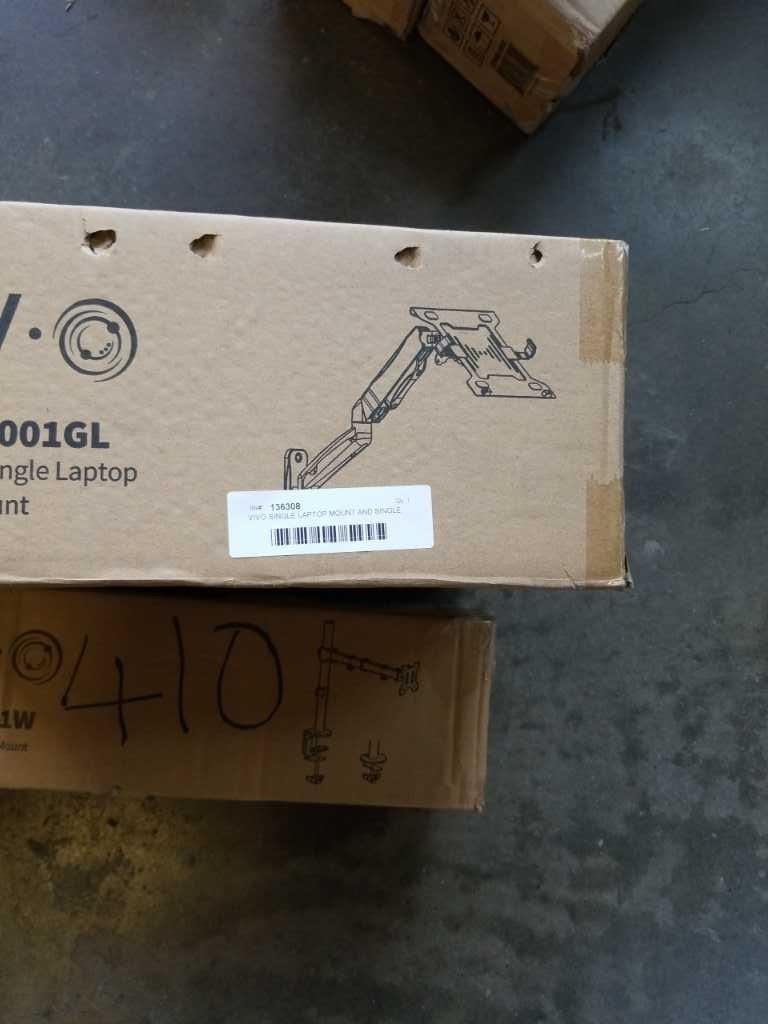 V·O
001GL
ngle Laptop
unt
136308
VIVO SINGLE LAPTOP MOUNT AND SINGLE
410
1W
Mount